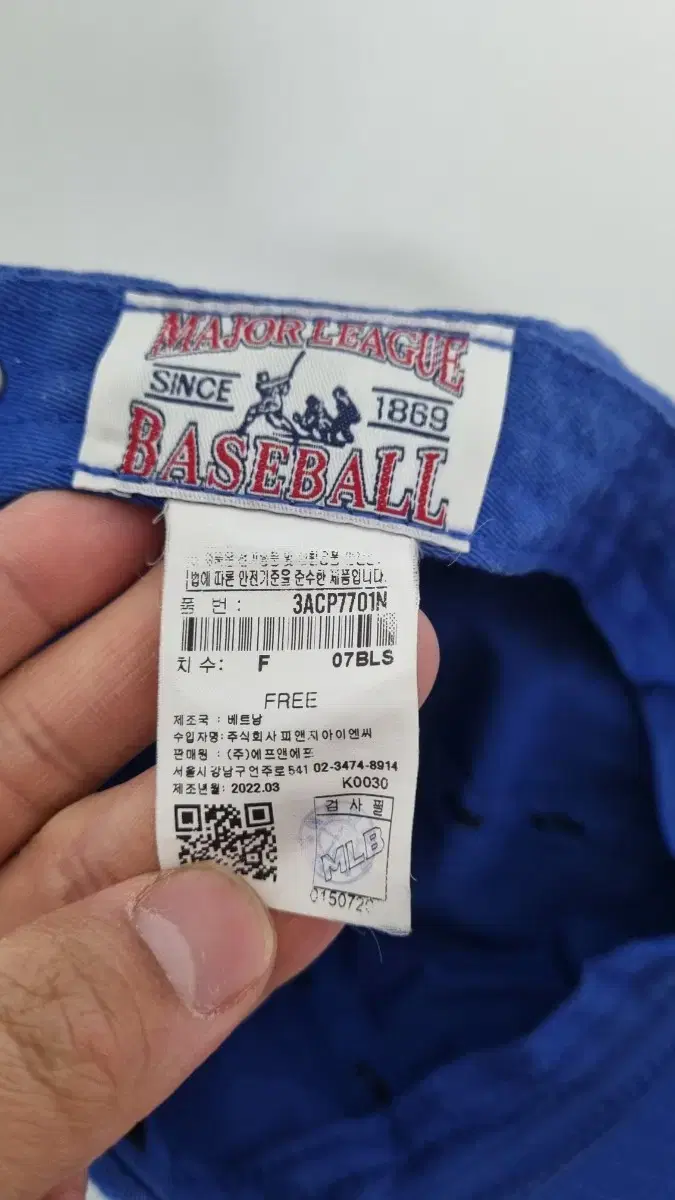 MAJOR LEAGUE
SINCE 1869
BASEBALL
법에 따른 안전기준을 준수한 제품입니다.
품 번 : 3ACP7701N
치 수 : F 07BLS
FREE
제조국 : 베트남
수입자명 : 주식회사 피앤지아이엔씨
판매원 : (주)에프앤에프
서울시 강남구 언주로 541 02-3474-8914
제조년월 : 2022.03 K0030
검 사 필
MLB